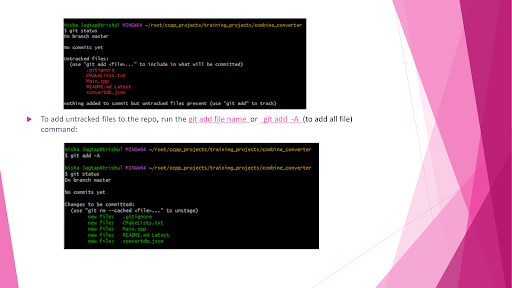 Nisha Jagtap@trishul MINGW64 ~/root/ccpp_projects/training_projects/combine_converter
$ git status
On branch master
No commits yet
Untracked files:
(use "git add <file>..." to include in what will be committed)
.gitignore
CMakeLists.txt
Main.cpp
README.md Latest
convertdb.json
nothing added to commit but untracked files present (use "git add" to track)
To add untracked files to the repo, run the git add file name or git add -A (to add all file)
command:
Nisha Jagtap@trishul MINGW64 ~/root/ccpp_projects/training_projects/combine_converter
$ git add -A
Nisha Jagtap@trishul MINGW64 ~/root/ccpp_projects/training_projects/combine_converter
$ git status
On branch master
No commits yet
Changes to be committed:
(use "git rm --cached <file>..." to unstage)
new file: .gitignore
new file: CMakeLists.txt
new file: Main.cpp
new file: README.md Latest
new file: convertdb.json